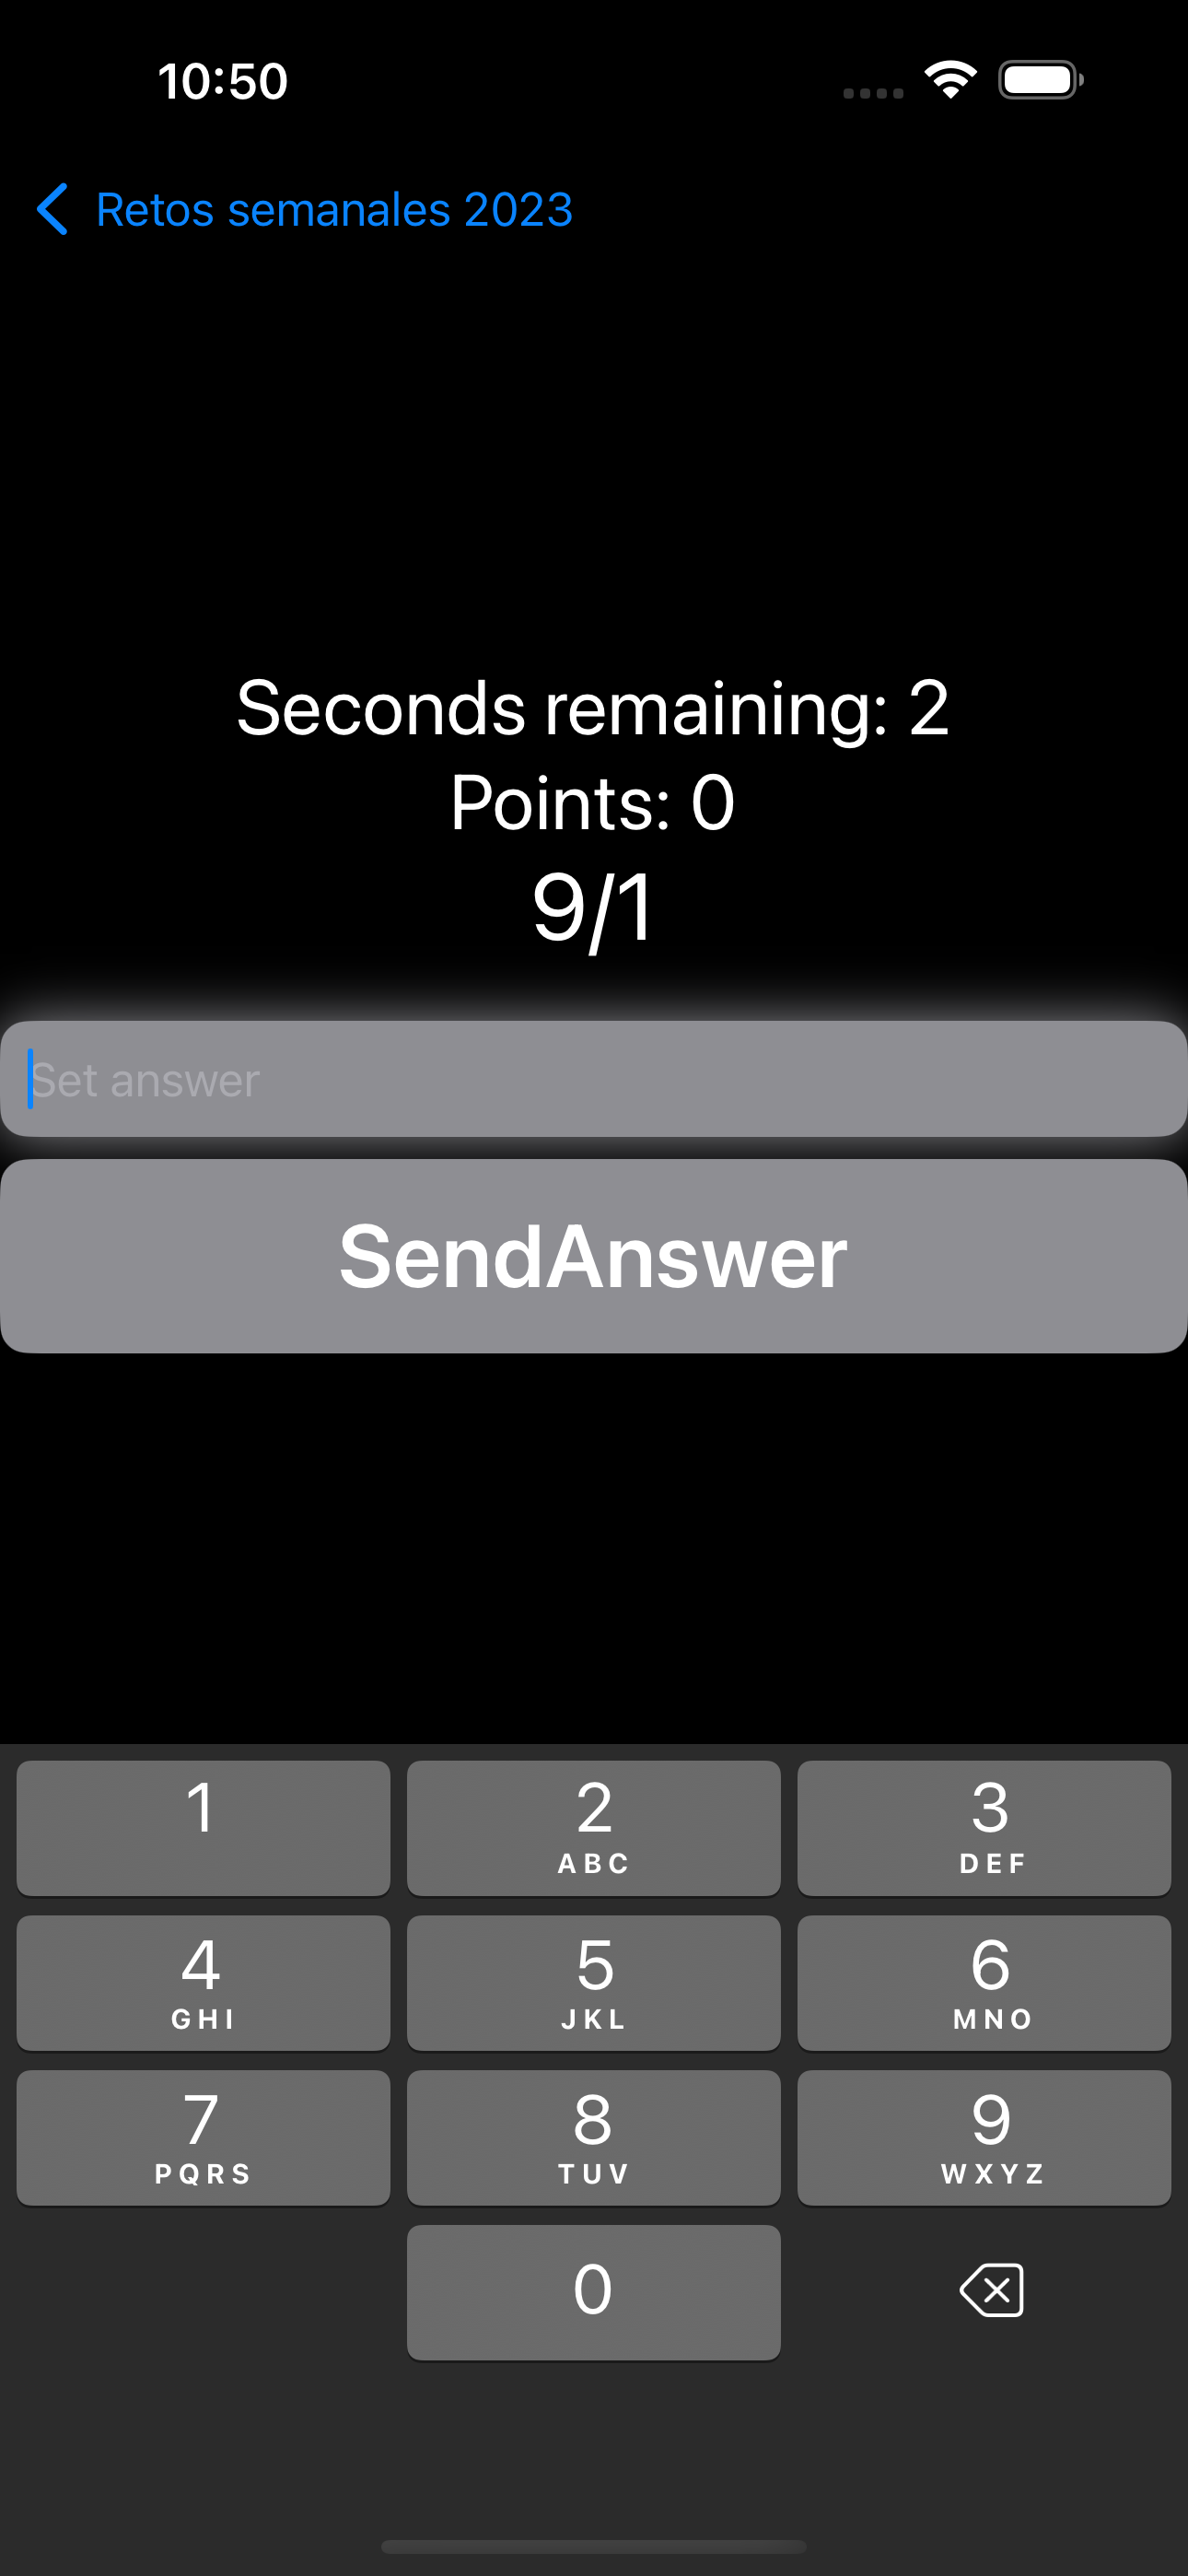 10:50
Retos semanales 2023
Seconds remaining: 2
Points: 0
9/1
Set answer
SendAnswer
1 2 3
ABC DEF
4 5 6
GHI JKL MNO
7 8 9
PQRS TUV WXYZ
0